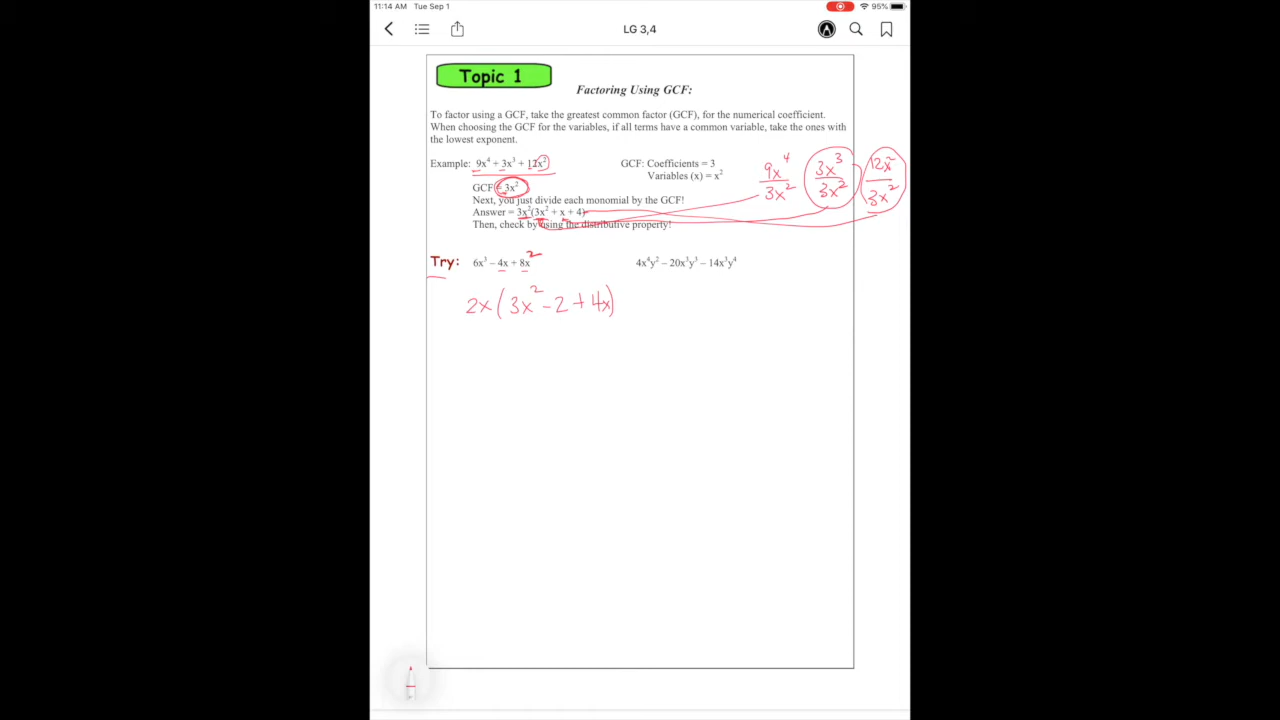 11:14 AM Tue Sep 1 95%
LG 3,4
Topic 1
Factoring Using GCF:
To factor using a GCF, take the greatest common factor (GCF), for the numerical coefficient.
When choosing the GCF for the variables, if all terms have a common variable, take the ones with
the lowest exponent.
Example: 9x⁴ + 3x³ + 12x² GCF: Coefficients = 3
Variables (x) = x²
GCF = 3x²
Next, you just divide each monomial by the GCF!
Answer = 3x²(3x² + x + 4)
Then, check by using the distributive property!
9x⁴/3x² 3x³/3x² 12x²/3x²
Try: 6x³ – 4x + 8x² 4x⁴y² – 20x³y³ – 14x³y⁴
2x(3x² - 2 + 4x)